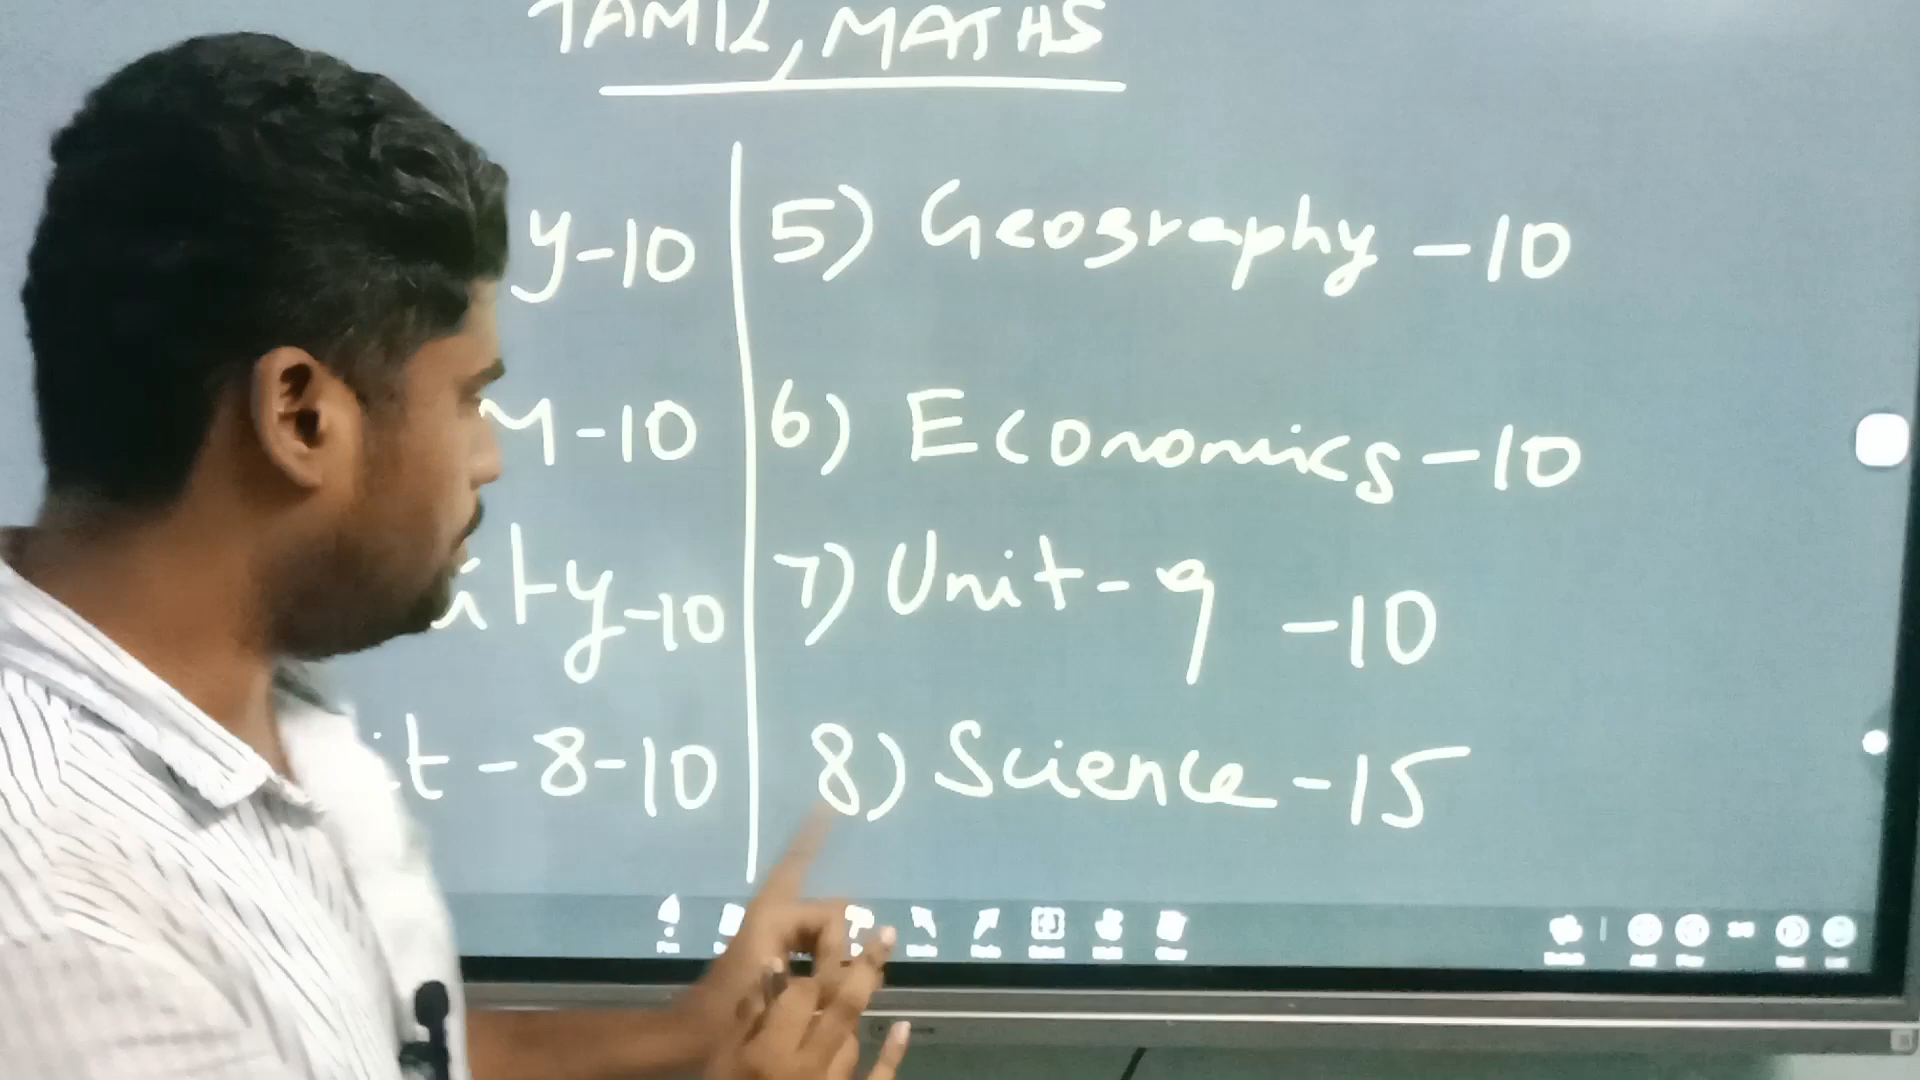 TAMIL, MATHS
y-10
M-10
ity-10
it-8-10
5) Geography-10
6) Economics-10
7) Unit-9 -10
8) Science-15